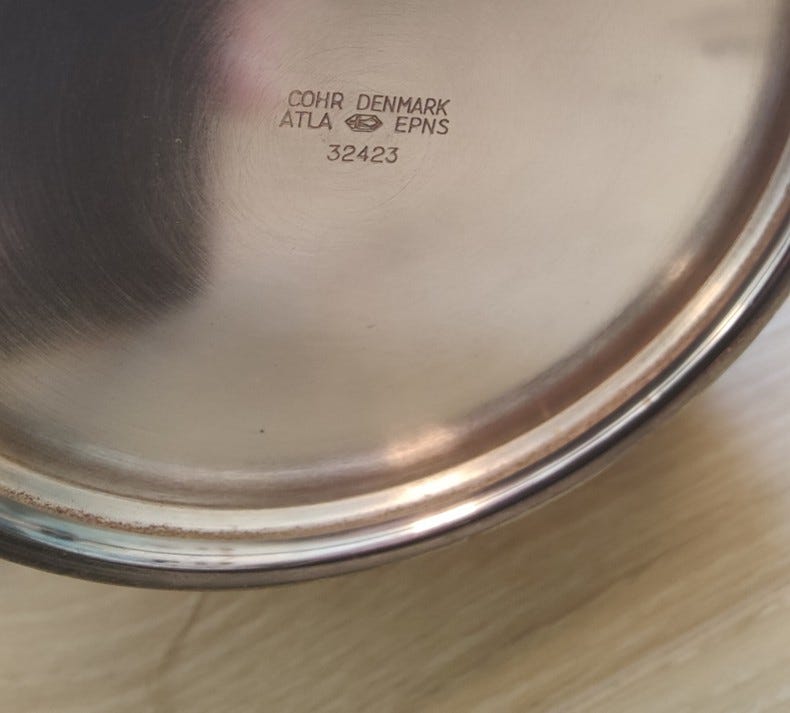 COHR DENMARK
ATLA EPNS
32423